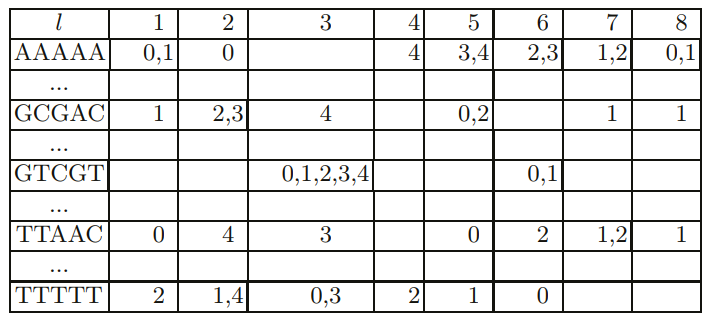 l 1 2 3 4 5 6 7 8
AAAAA 0,1 0 4 3,4 2,3 1,2 0,1
...
GCGAC 1 2,3 4 0,2 1 1
...
GTCGT 0,1,2,3,4 0,1
...
TTAAC 0 4 3 0 2 1,2 1
...
TTTTT 2 1,4 0,3 2 1 0